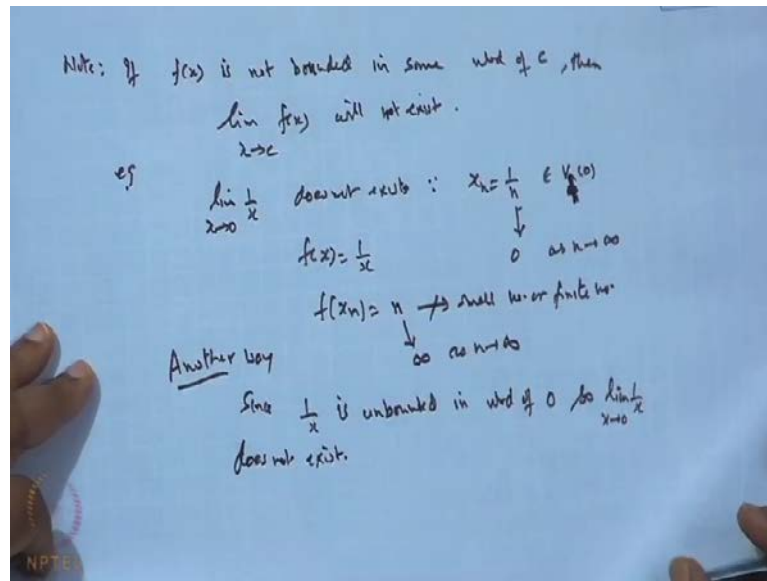 Note: If f(x) is not bounded in some nbd of c, then
lim f(x) will not exist.
x→c
eg
lim 1/x does not exists ∵ xₙ = 1/n ∈ V (0)
x→0
↓
f(x) = 1/x 0 as n→∞
f(xₙ) = n ↛ small no. or finite no.
↓
∞ as n→∞
Another way
Since 1/x is unbounded in nbd of 0 so lim 1/x
x→0
does not exist.
NPTEL